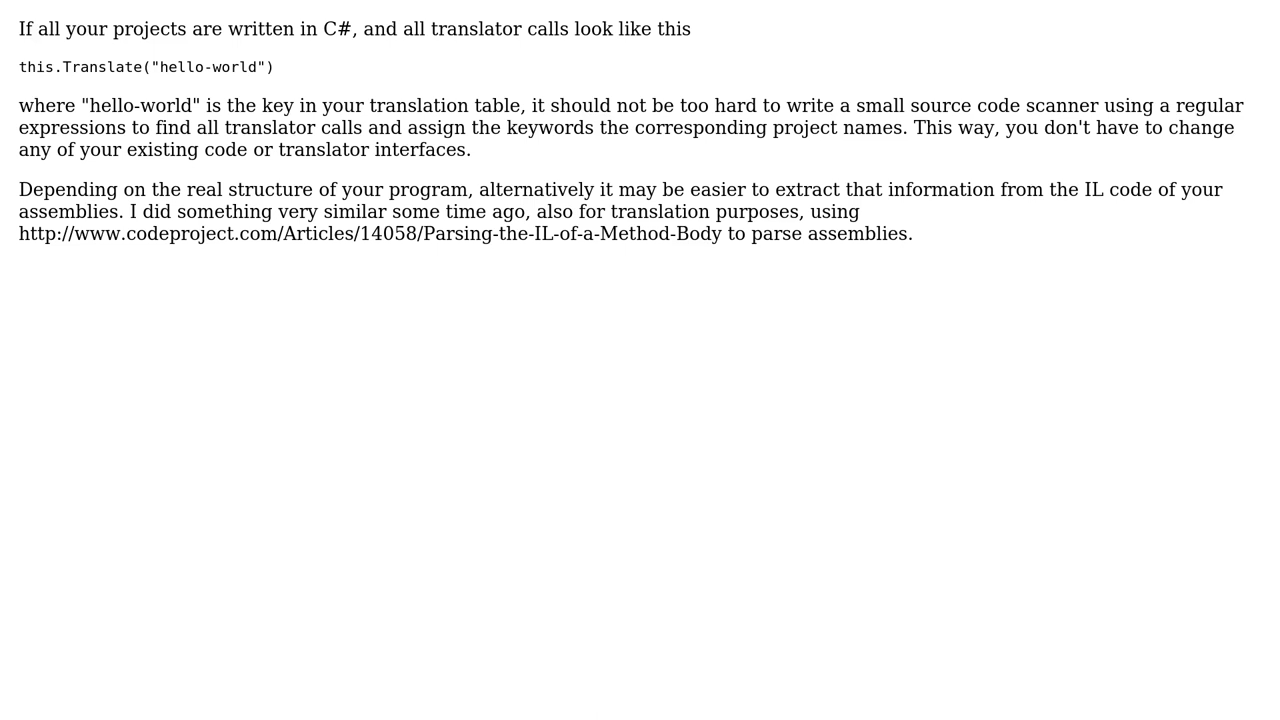 If all your projects are written in C#, and all translator calls look like this
this.Translate("hello-world")
where "hello-world" is the key in your translation table, it should not be too hard to write a small source code scanner using a regular
expressions to find all translator calls and assign the keywords the corresponding project names. This way, you don't have to change
any of your existing code or translator interfaces.
Depending on the real structure of your program, alternatively it may be easier to extract that information from the IL code of your
assemblies. I did something very similar some time ago, also for translation purposes, using
http://www.codeproject.com/Articles/14058/Parsing-the-IL-of-a-Method-Body to parse assemblies.